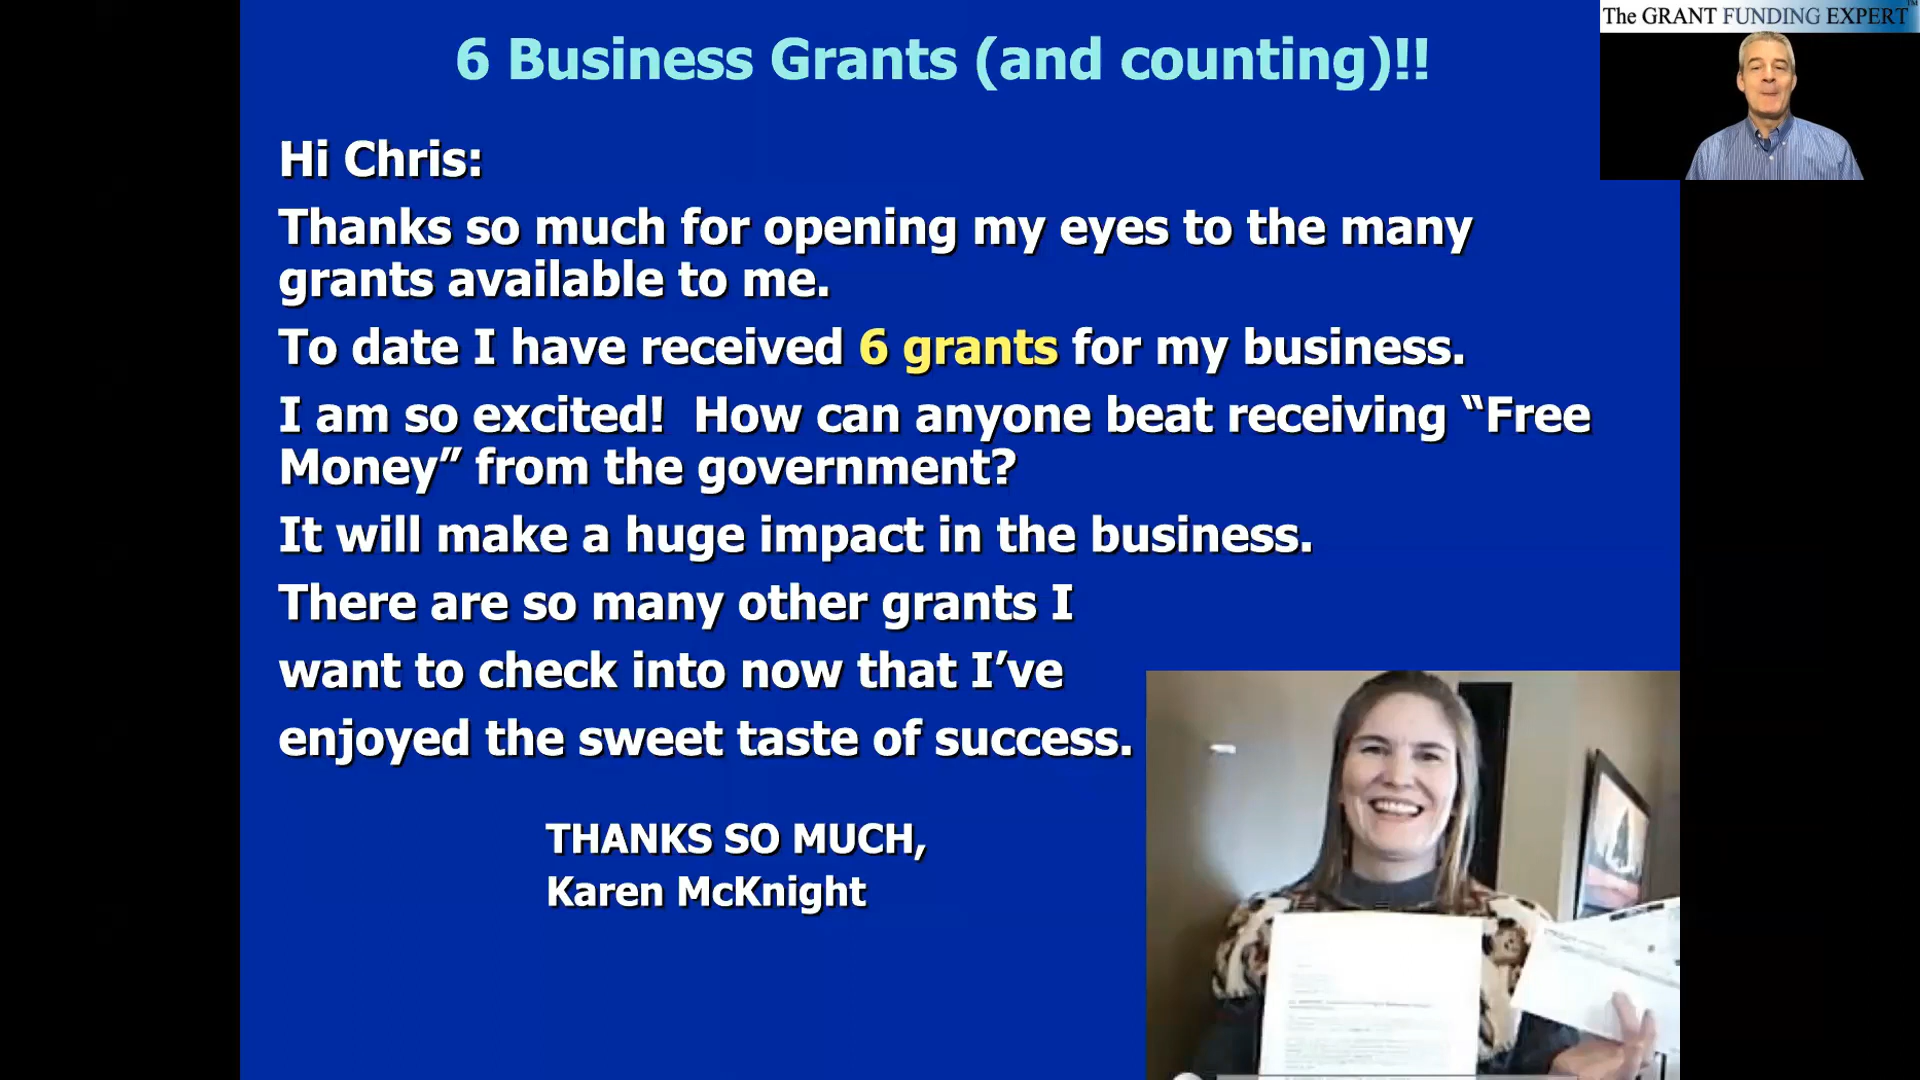 The GRANT FUNDING EXPERT™
6 Business Grants (and counting)!!
Hi Chris:
Thanks so much for opening my eyes to the many
grants available to me.
To date I have received 6 grants for my business.
I am so excited!  How can anyone beat receiving “Free
Money” from the government?
It will make a huge impact in the business.
There are so many other grants I
want to check into now that I’ve
enjoyed the sweet taste of success.
THANKS SO MUCH,
Karen McKnight